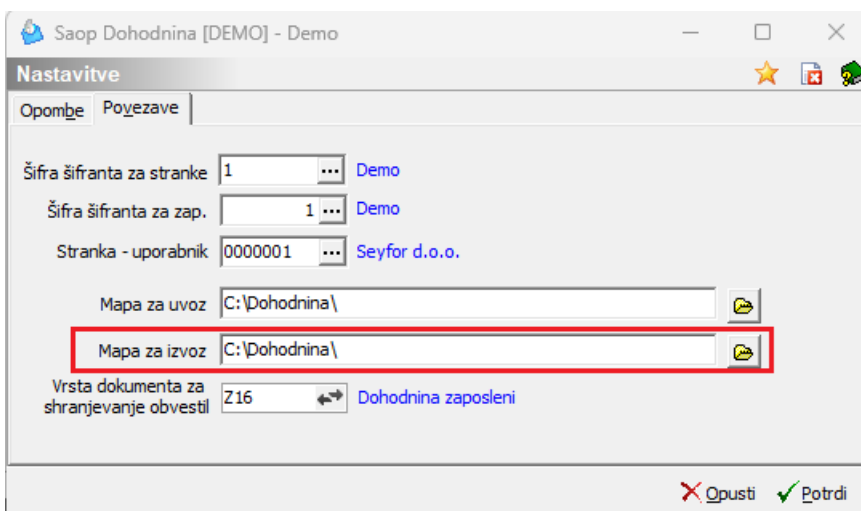 Saop Dohodnina [DEMO] - Demo
Nastavitve
Opombe Povezave
Šifra šifranta za stranke 1 ... Demo
Šifra šifranta za zap. 1 ... Demo
Stranka - uporabnik 0000001 ... Seyfor d.o.o.
Mapa za uvoz C:\Dohodnina\
Mapa za izvoz C:\Dohodnina\
Vrsta dokumenta za
shranjevanje obvestil Z16 Dohodnina zaposleni
Opusti Potrdi